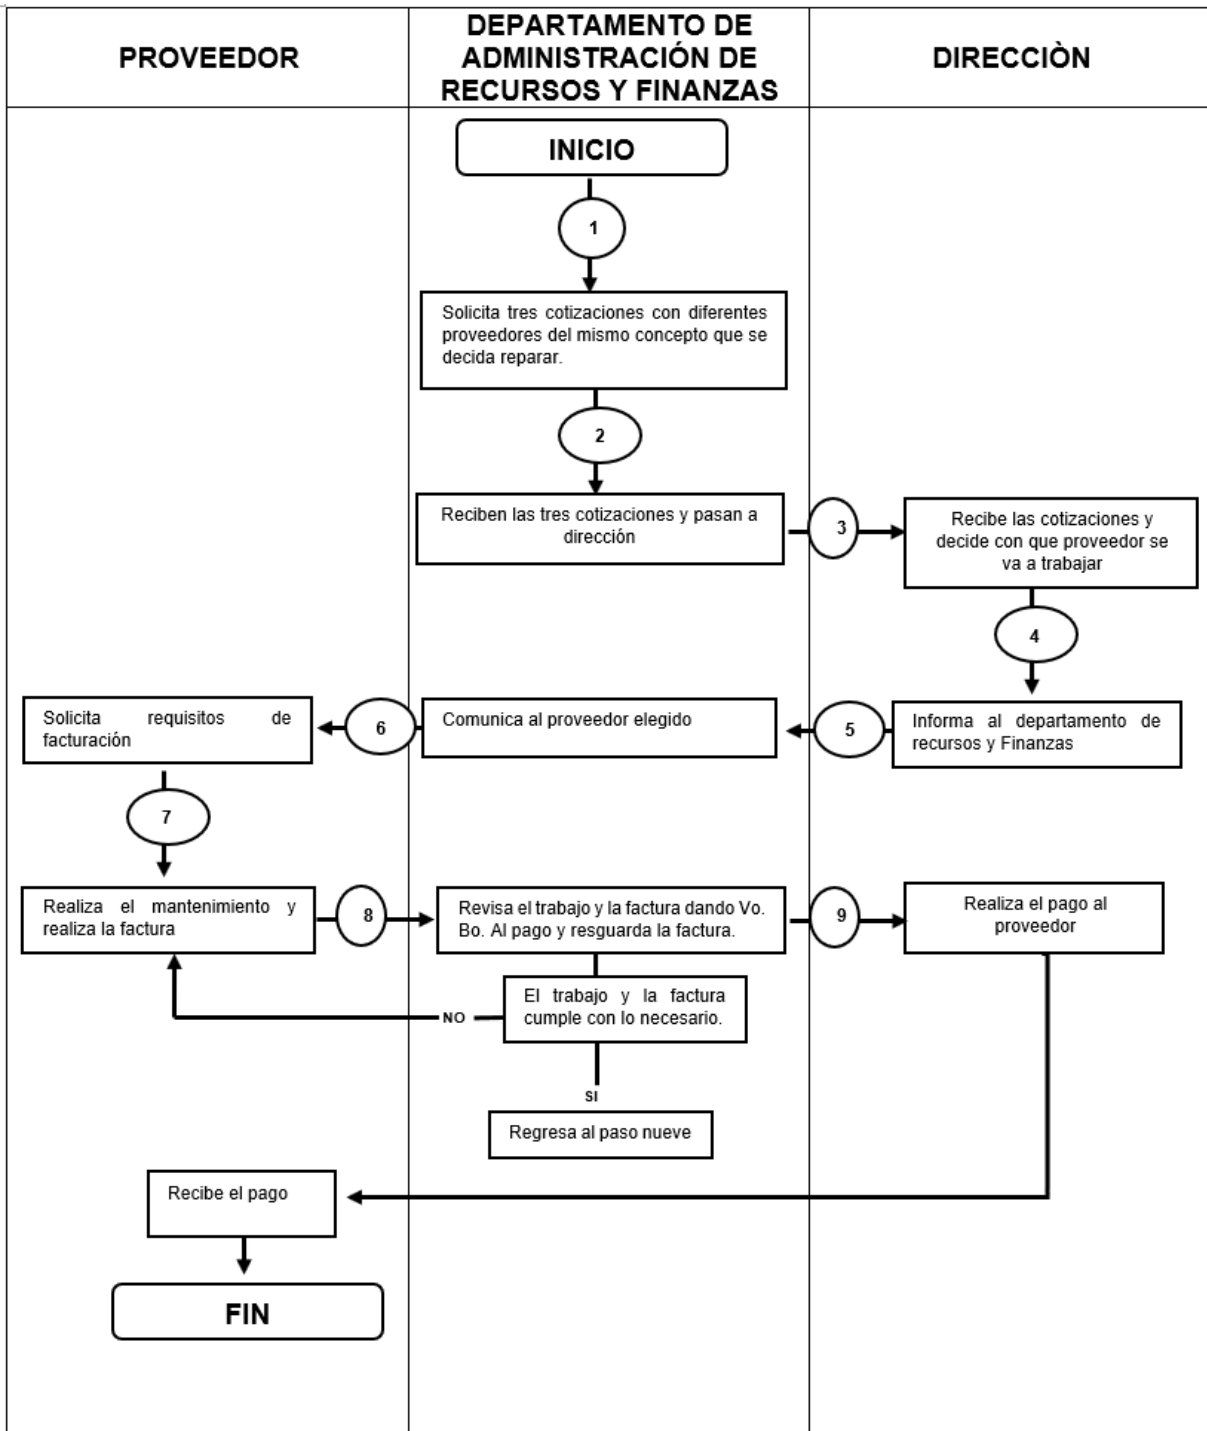 PROVEEDOR
DEPARTAMENTO DE
ADMINISTRACIÓN DE
RECURSOS Y FINANZAS
DIRECCIÒN
INICIO
1
Solicita tres cotizaciones con diferentes
proveedores del mismo concepto que se
decida reparar.
2
Reciben las tres cotizaciones y pasan a
dirección
3
Recibe las cotizaciones y
decide con que proveedor se
va a trabajar
4
Informa al departamento de
recursos y Finanzas
5
Comunica al proveedor elegido
6
Solicita requisitos de
facturación
7
Realiza el mantenimiento y
realiza la factura
8
Revisa el trabajo y la factura dando Vo.
Bo. Al pago y resguarda la factura.
9
Realiza el pago al
proveedor
El trabajo y la factura
cumple con lo necesario.
NO
SI
Regresa al paso nueve
Recibe el pago
FIN